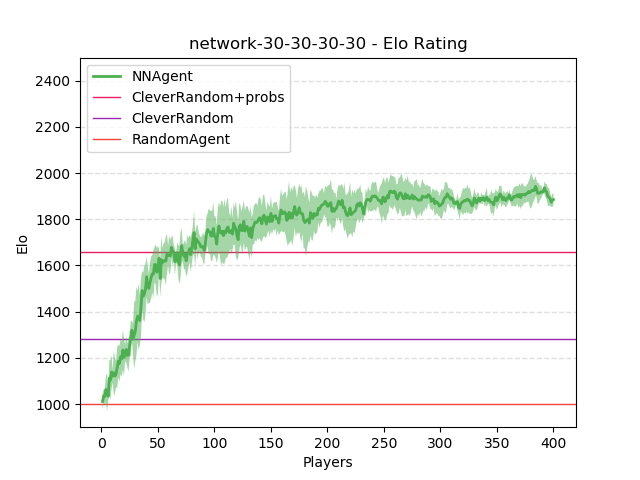 network-30-30-30-30 - Elo Rating
NNAgent
CleverRandom+probs
CleverRandom
RandomAgent
2400
2200
2000
1800
1600
1400
1200
1000
Elo
0 50 100 150 200 250 300 350 400
Players